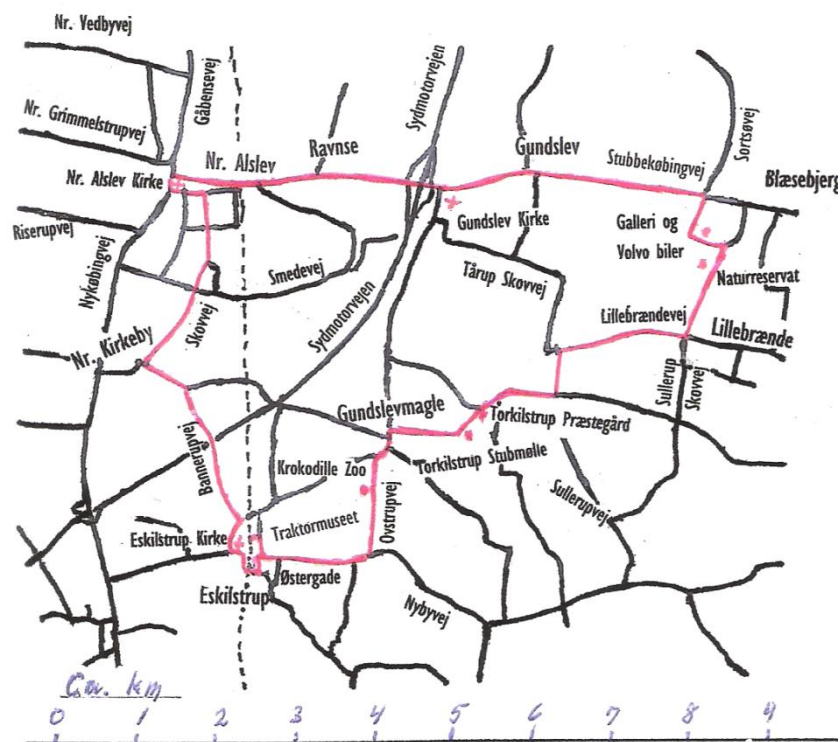 Nr. Vedbyvej
Gåbensevej
Nr. Grimmelstrupvej
Sydmotorvejen
Nr. Alslev
Ravnse
Gundslev
Stubbekøbingvej
Sortsøvej
Nr. Alslev Kirke
Blæsebjerg
Riserupvej
Nykøbingvej
Gundslev Kirke
Galleri og
Volvo biler
Smedevej
Tårup Skovvej
Naturreservat
Skovvej
Sydmotorvejen
Lillebrændevej
Lillebrænde
Nr. Kirkeby
Sullerup
Skovvej
Gundslevmagle
Torkilstrup Præstegård
Bannerupvej
Krokodille Zoo
Torkilstrup Stubmølle
Sullerupvej
Eskilstrup Kirke
Traktormuseet
Ovstrupvej
Østergade
Eskilstrup
Nybyvej
Ca. km
0 1 2 3 4 5 6 7 8 9